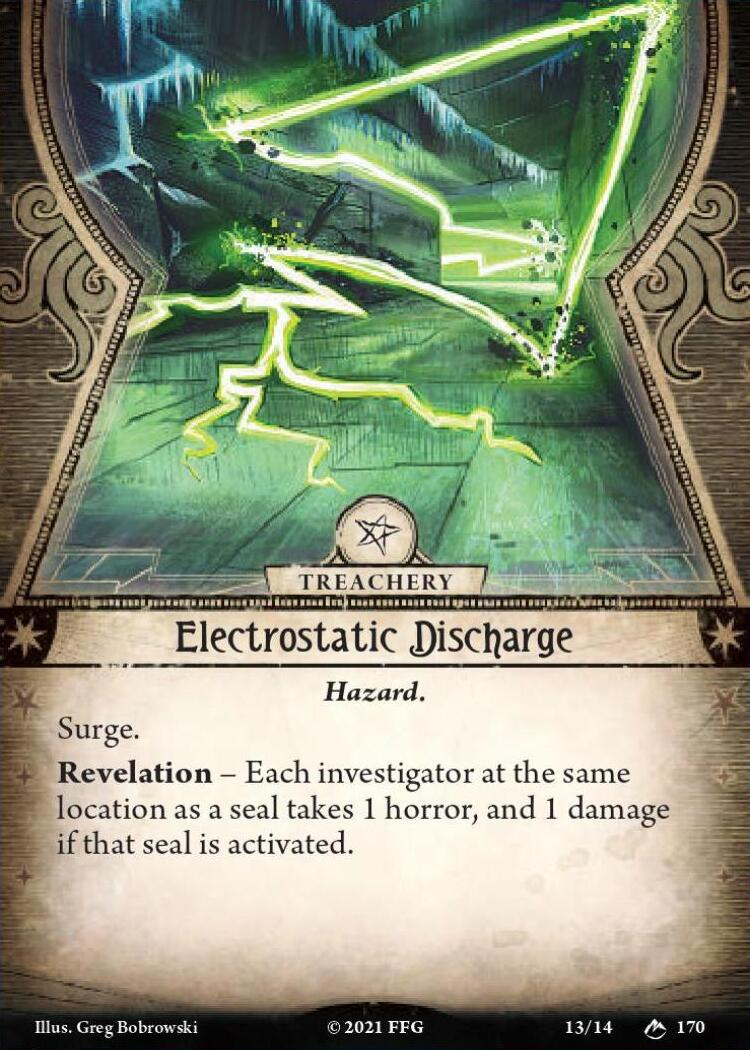 TREACHERY
Electrostatic Discharge
Hazard.
Surge.
Revelation – Each investigator at the same
location as a seal takes 1 horror, and 1 damage
if that seal is activated.
Illus. Greg Bobrowski © 2021 FFG 13/14 170